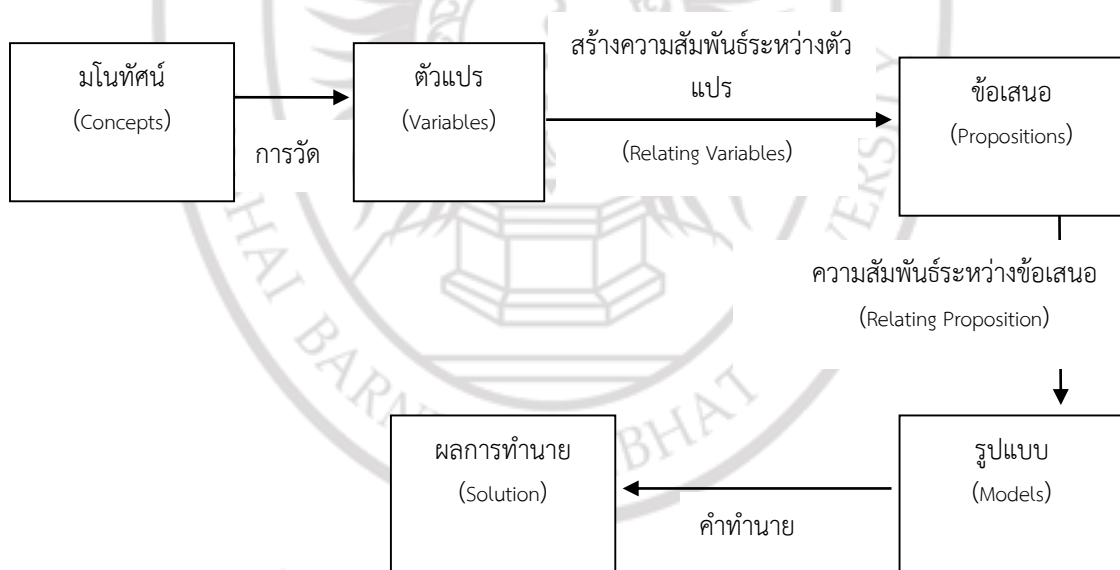 มโนทัศน์
(Concepts)
การวัด
ตัวแปร
(Variables)
สร้างความสัมพันธ์ระหว่างตัว
แปร
(Relating Variables)
ข้อเสนอ
(Propositions)
ความสัมพันธ์ระหว่างข้อเสนอ
(Relating Proposition)
รูปแบบ
(Models)
คำทำนาย
ผลการทำนาย
(Solution)